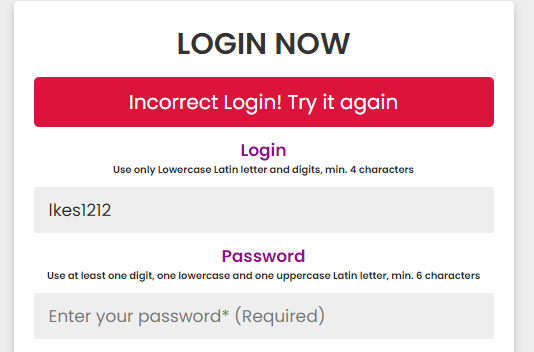 LOGIN NOW
Incorrect Login! Try it again
Login
Use only Lowercase Latin letter and digits, min. 4 characters
lkes1212
Password
Use at least one digit, one lowercase and one uppercase Latin letter, min. 6 characters
Enter your password* (Required)